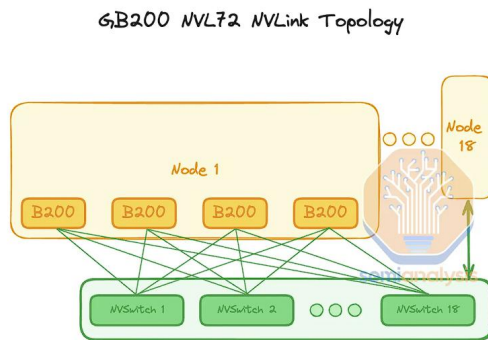 GB200 NVL72 NVLink Topology
Node 1
Node
18
B200
B200
B200
B200
semianalysis
NVSwitch 1
NVSwitch 2
NVSwitch 18